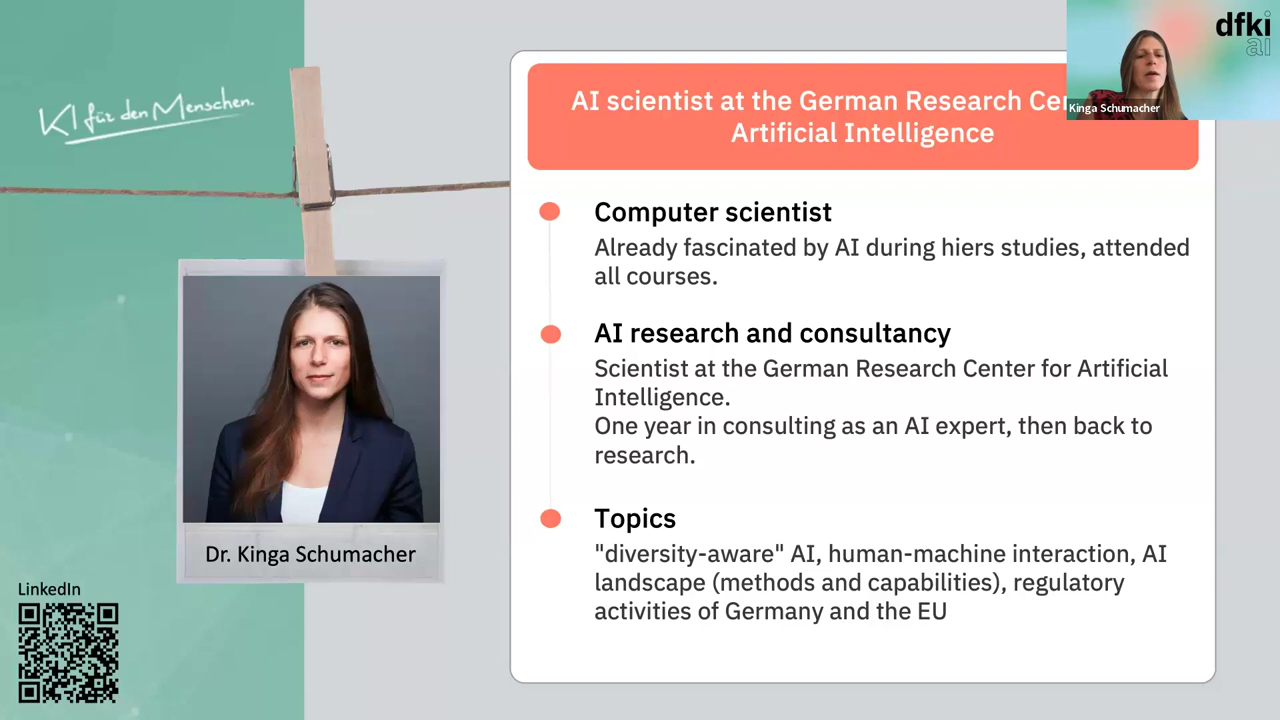 KI für den Menschen.
dfki
ai
Kinga Schumacher
AI scientist at the German Research Ce
Artificial Intelligence
Computer scientist
Already fascinated by AI during hiers studies, attended
all courses.
AI research and consultancy
Scientist at the German Research Center for Artificial
Intelligence.
One year in consulting as an AI expert, then back to
research.
Topics
"diversity-aware" AI, human-machine interaction, AI
landscape (methods and capabilities), regulatory
activities of Germany and the EU
Dr. Kinga Schumacher
LinkedIn